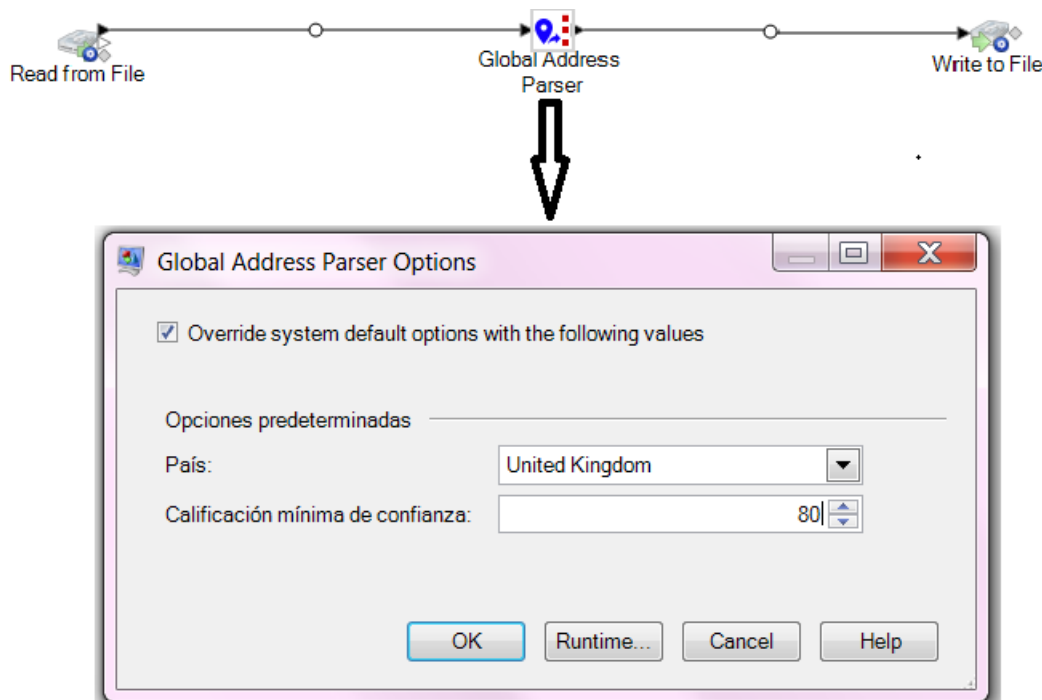 Read from File
Global Address
Parser
Write to File
Global Address Parser Options
Override system default options with the following values
Opciones predeterminadas
País:
United Kingdom
Calificación mínima de confianza:
80
OK
Runtime...
Cancel
Help